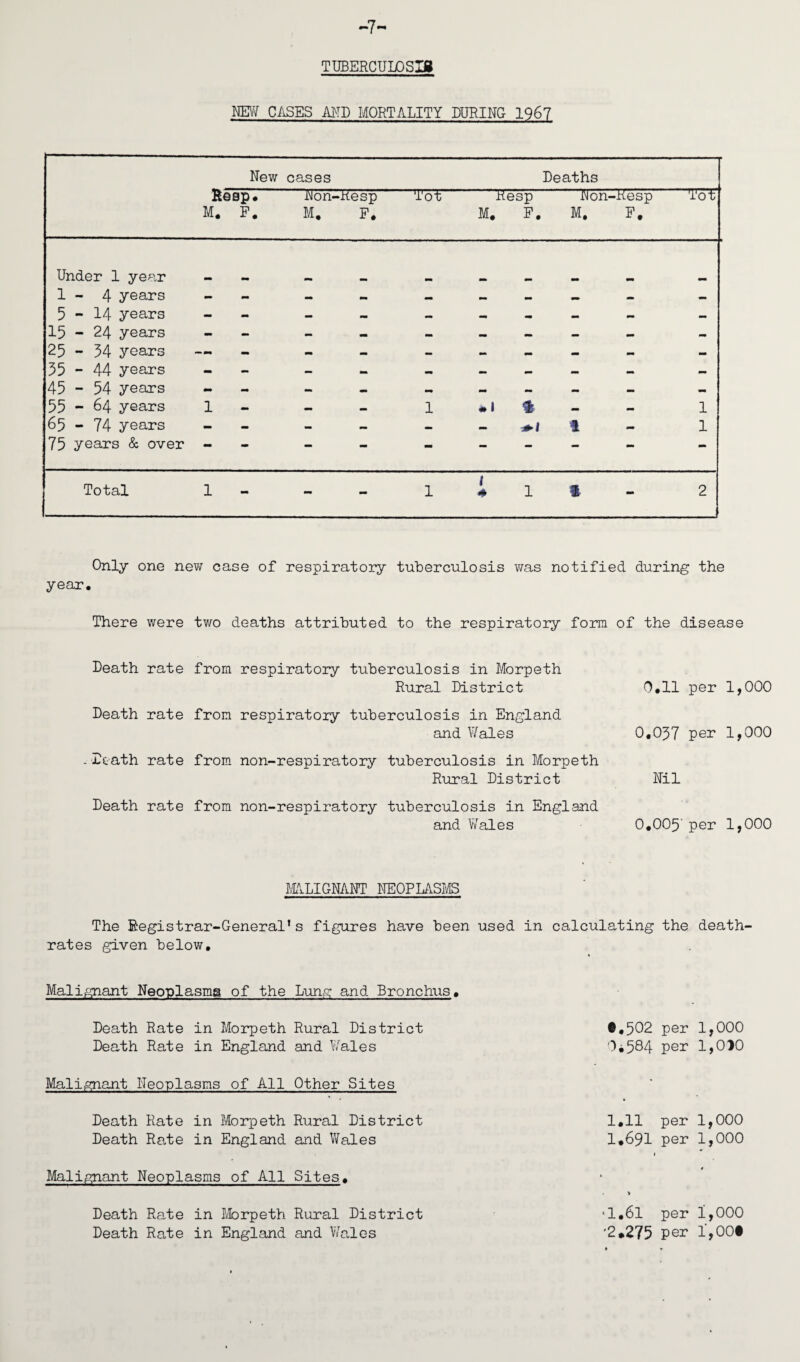 -7-
TUBERCULOSIS
NEW CASES AND MORTALITY DURING 1967
New cases Deaths
Resp. Non-Resp Tot Resp Non-Resp Tot
M. F. M. F. M. F. M. F.
Under 1 year - - - - - - - - - -
1 - 4 years - - - - - - - - - -
5 - 14 years - - - - - - - - - -
15 - 24 years - - - - - - - - - -
25 - 34 years -- - - - - - - - - -
35 - 44 years - - - - - - - - - -
45 - 54 years - - - - - - - - - -
55 - 64 years 1 - - - 1 1 - - 1
65 - 74 years - - - - - - 1 - 1
75 years & over - - - - - - - - - -
Total 1 - - - 1 1 1 - 2
Only one new case of respiratory tuberculosis was notified during the
year.
There were two deaths attributed to the respiratory form of the disease
Death rate from respiratory tuberculosis in Morpeth
Rural District 0.11 per 1,000
Death rate from respiratory tuberculosis in England
and Wales 0.037 per 1,000
Death rate from non-respiratory tuberculosis in Morpeth
Rural District Nil
Death rate from non-respiratory tuberculosis in England
and Wales 0.005 per 1,000
MALIGNANT NEOPLASMS
The Registrar-General's figures have been used in calculating the death-
rates given below.
Malignant Neoplasms of the Lung and Bronchus.
Death Rate in Morpeth Rural District 0.502 per 1,000
Death Rate in England and Wales 0.584 per 1,000
Malignant Neoplasms of All Other Sites
Death Rate in Morpeth Rural District 1.11 per 1,000
Death Rate in England and Wales 1.691 per 1,000
Malignant Neoplasms of All Sites.
Death Rate in Morpeth Rural District 1.61 per 1,000
Death Rate in England and Wales 2.275 per 1,000